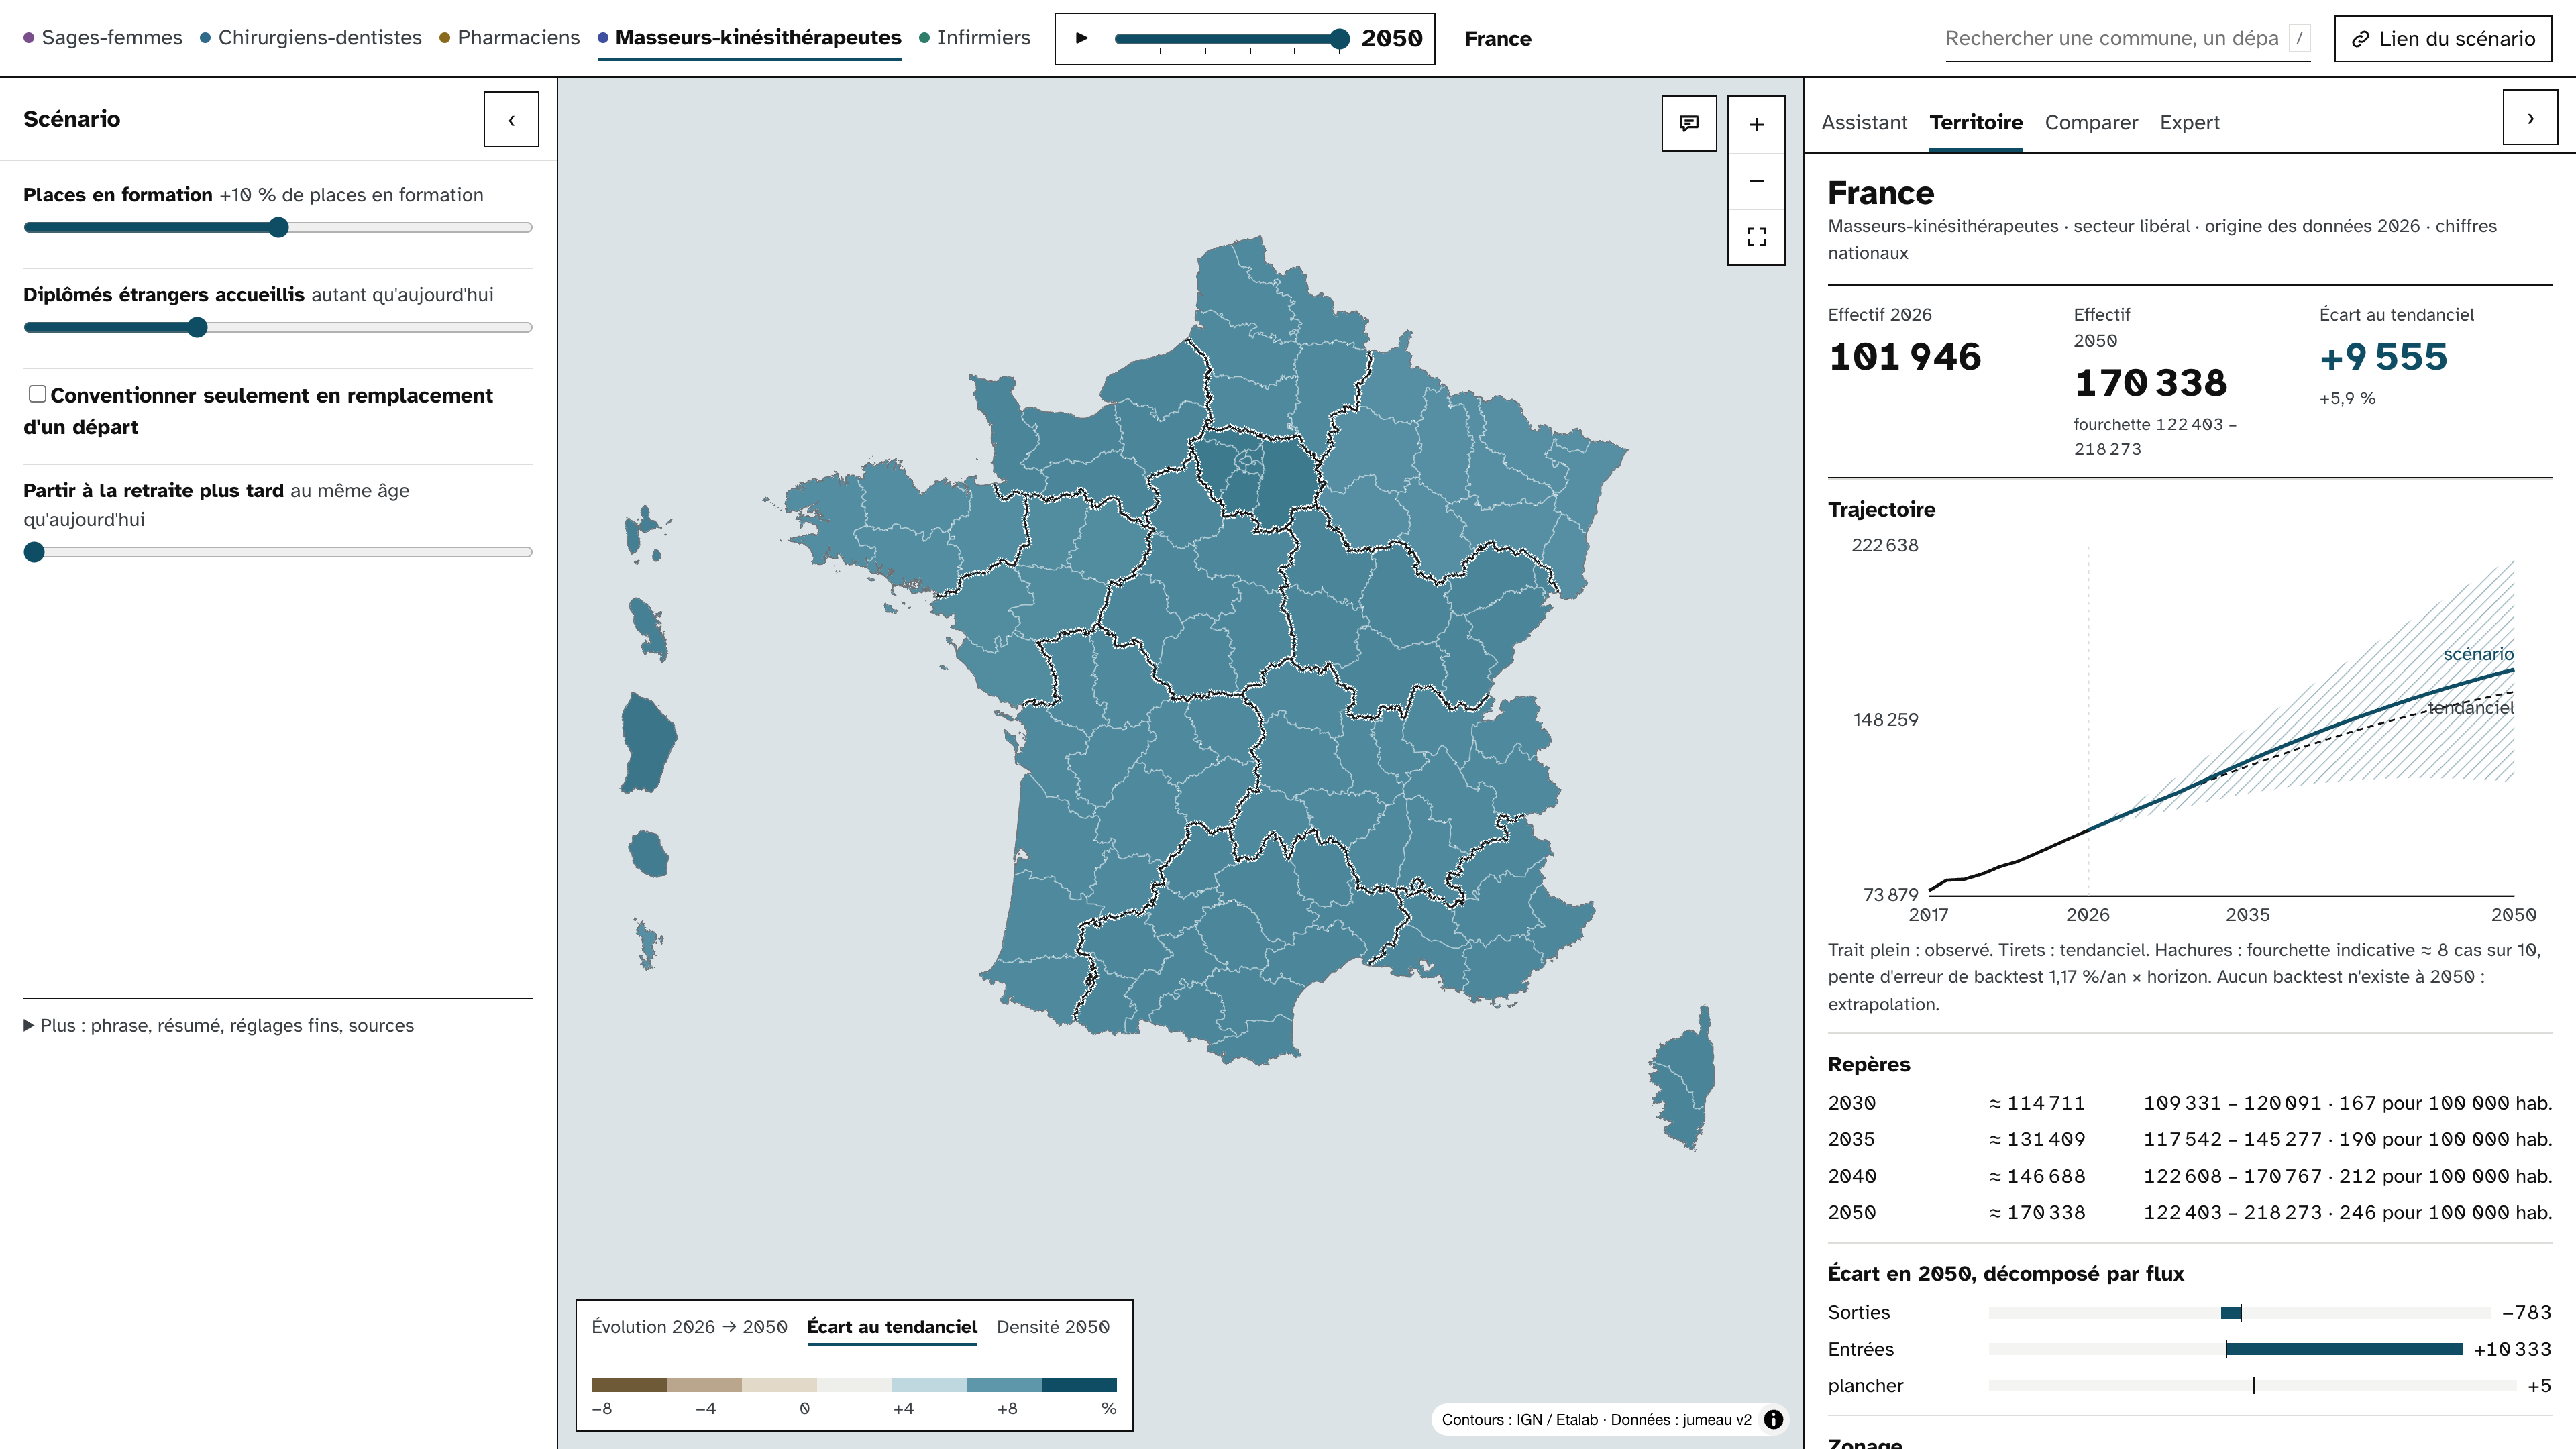 Sages-femmes
Chirurgiens-dentistes
Pharmaciens
Masseurs-kinésithérapeutes
Infirmiers
2050
France
Rechercher une commune, un dépa
/
Lien du scénario
Scénario
Places en formation +10 % de places en formation
Diplômés étrangers accueillis autant qu'aujourd'hui
Conventionner seulement en remplacement
d'un départ
Partir à la retraite plus tard au même âge
qu'aujourd'hui
Plus : phrase, résumé, réglages fins, sources
Évolution 2026 → 2050
Écart au tendanciel
Densité 2050
−8
−4
0
+4
+8
%
Contours : IGN / Etalab · Données : jumeau v2
Assistant
Territoire
Comparer
Expert
France
Masseurs-kinésithérapeutes · secteur libéral · origine des données 2026 · chiffres
nationaux
Effectif 2026
101 946
Effectif
2050
170 338
fourchette 122 403 –
218 273
Écart au tendanciel
+9 555
+5,9 %
Trajectoire
222 638
148 259
73 879
scénario
tendanciel
2017
2026
2035
2050
Trait plein : observé. Tirets : tendanciel. Hachures : fourchette indicative ≈ 8 cas sur 10,
pente d'erreur de backtest 1,17 %/an × horizon. Aucun backtest n'existe à 2050 :
extrapolation.
Repères
2030 ≈ 114 711 109 331 – 120 091 · 167 pour 100 000 hab.
2035 ≈ 131 409 117 542 – 145 277 · 190 pour 100 000 hab.
2040 ≈ 146 688 122 608 – 170 767 · 212 pour 100 000 hab.
2050 ≈ 170 338 122 403 – 218 273 · 246 pour 100 000 hab.
Écart en 2050, décomposé par flux
Sorties −783
Entrées +10 333
plancher +5
Zonage